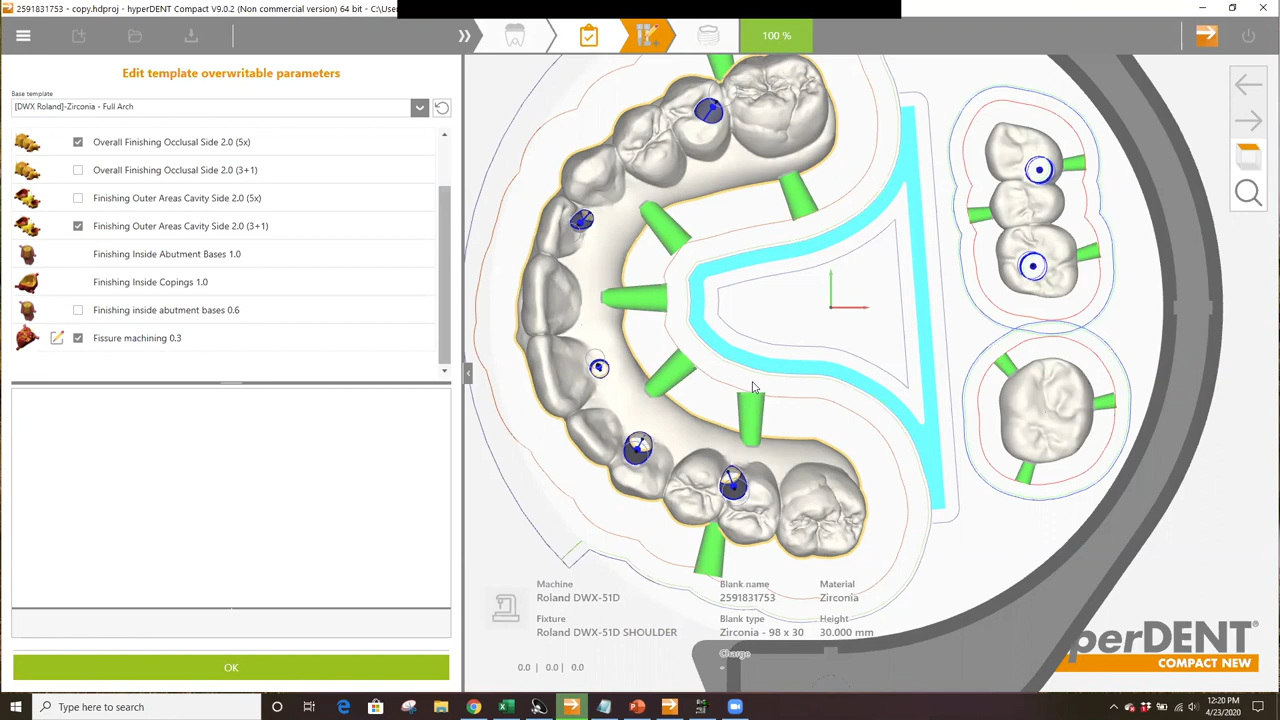 2591831753 - copy.hdproj - hyperDENT Compact V9.0.2 (Non commercial version) 64 bit - C:\Us
100 %
Edit template overwritable parameters
Base template
[DWX Roland]-Zirconia - Full Arch
Overall Finishing Occlusal Side 2.0 (5x)
Overall Finishing Occlusal Side 2.0 (3+1)
Finishing Outer Areas Cavity Side 2.0 (5x)
Finishing Outer Areas Cavity Side 2.0 (3+1)
Finishing Inside Abutment Bases 1.0
Finishing Inside Copings 1.0
Finishing inside abutment bases 0.6
Fissure machining 0.3
OK
Machine
Roland DWX-51D
Fixture
Roland DWX-51D SHOULDER
0.0 | 0.0 | 0.0
Blank name
2591831753
Blank type
Zirconia - 98 x 30
Charge
-
Material
Zirconia
Height
30.000 mm
perDENT®
COMPACT NEW
Type here to search
12:20 PM
4/23/2020